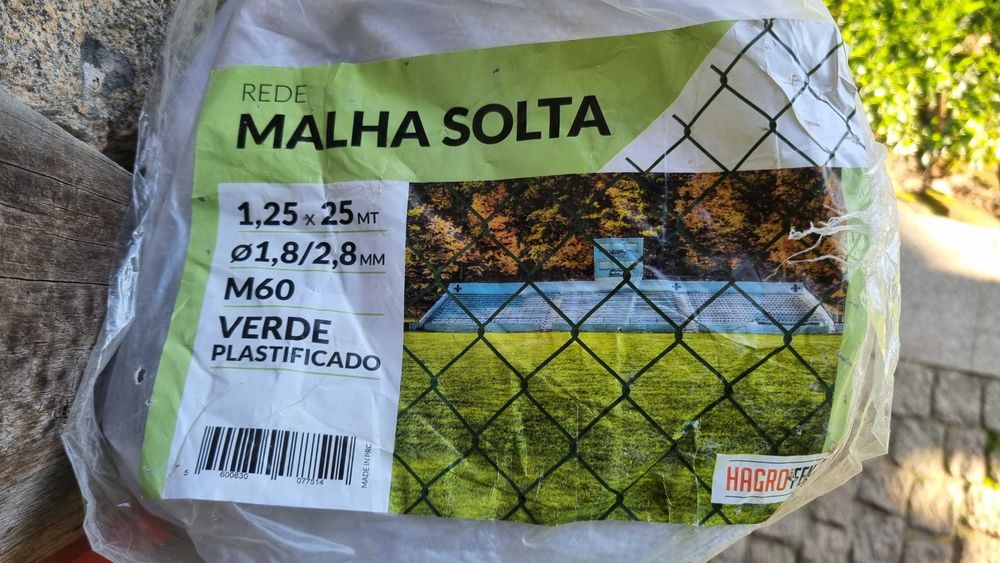 REDE
MALHA SOLTA
1,25 x 25 MT
ø1,8/2,8 MM
M60
VERDE
PLASTIFICADO
5 600830 077514
MADE IN PRC
HAGRO